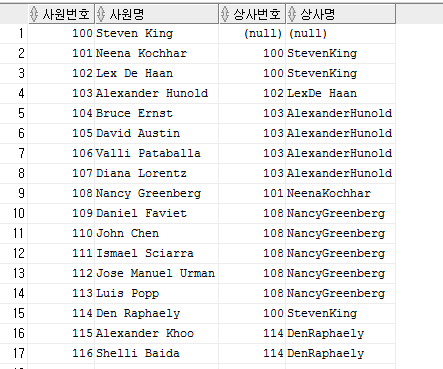 사원번호 사원명 상사번호 상사명
1 100 Steven King (null) (null)
2 101 Neena Kochhar 100 StevenKing
3 102 Lex De Haan 100 StevenKing
4 103 Alexander Hunold 102 LexDe Haan
5 104 Bruce Ernst 103 AlexanderHunold
6 105 David Austin 103 AlexanderHunold
7 106 Valli Pataballa 103 AlexanderHunold
8 107 Diana Lorentz 103 AlexanderHunold
9 108 Nancy Greenberg 101 NeenaKochhar
10 109 Daniel Faviet 108 NancyGreenberg
11 110 John Chen 108 NancyGreenberg
12 111 Ismael Sciarra 108 NancyGreenberg
13 112 Jose Manuel Urman 108 NancyGreenberg
14 113 Luis Popp 108 NancyGreenberg
15 114 Den Raphaely 100 StevenKing
16 115 Alexander Khoo 114 DenRaphaely
17 116 Shelli Baida 114 DenRaphaely